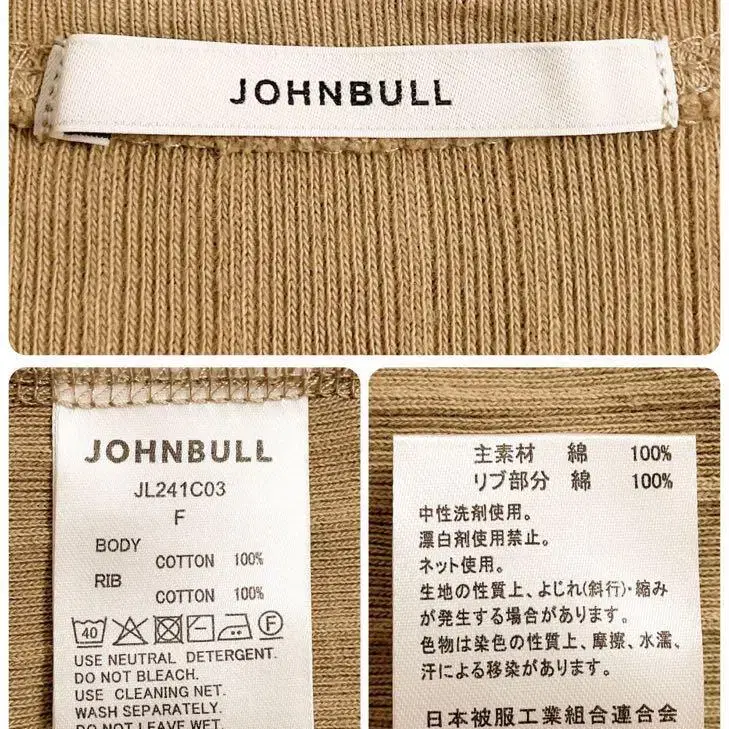 JOHNBULL
JOHNBULL
JL241C03
F
BODY
COTTON 100%
RIB
COTTON 100%
40 F
USE NEUTRAL DETERGENT.
DO NOT BLEACH.
USE CLEANING NET.
WASH SEPARATELY.
DO NOT LEAVE WET.
主素材 綿 100%
リブ部分 綿 100%
中性洗剤使用。
漂白剤使用禁止。
ネット使用。
生地の性質上、よじれ(斜行)・縮み
が発生する場合があります。
色物は染色の性質上、摩擦、水濡、
汗による移染があります。
日本被服工業組合連合会